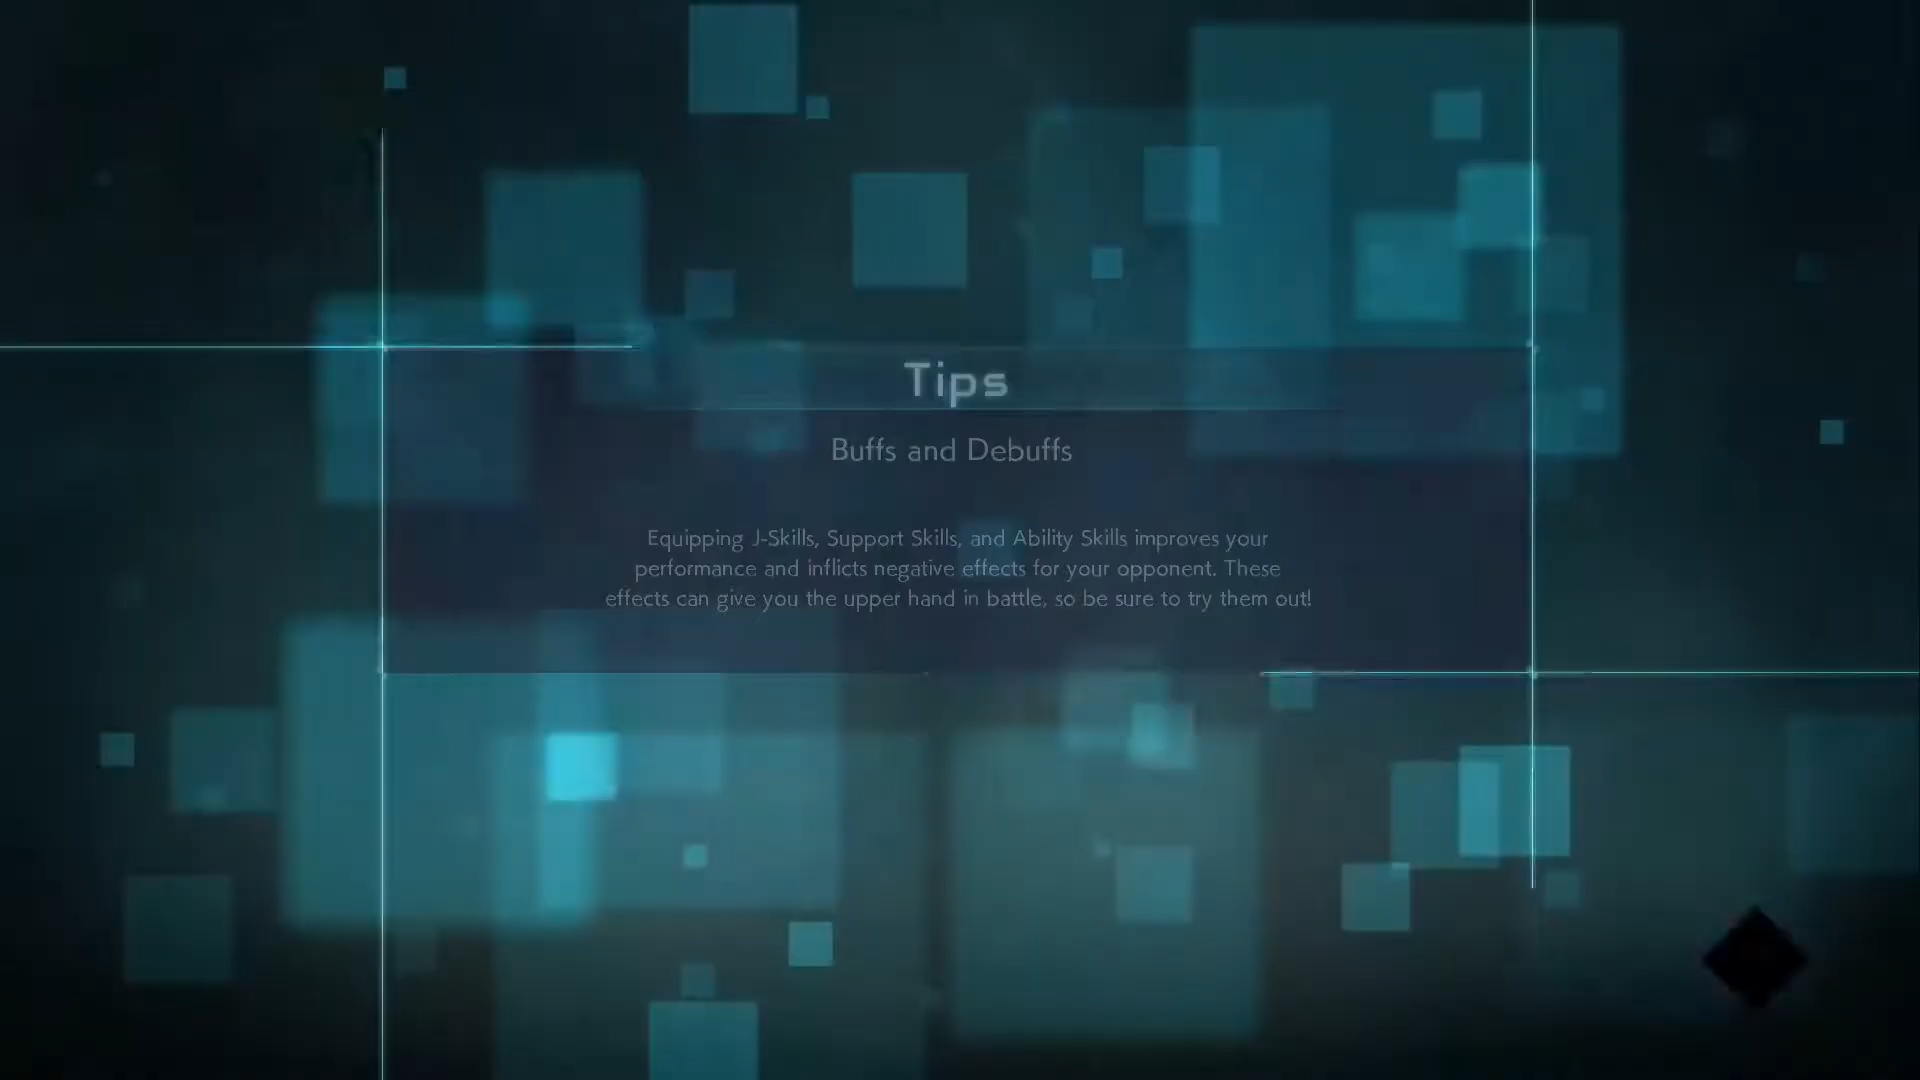 Tips
Buffs and Debuffs
Equipping J-Skills, Support Skills, and Ability Skills improves your
performance and inflicts negative effects for your opponent. These
effects can give you the upper hand in battle, so be sure to try them out!